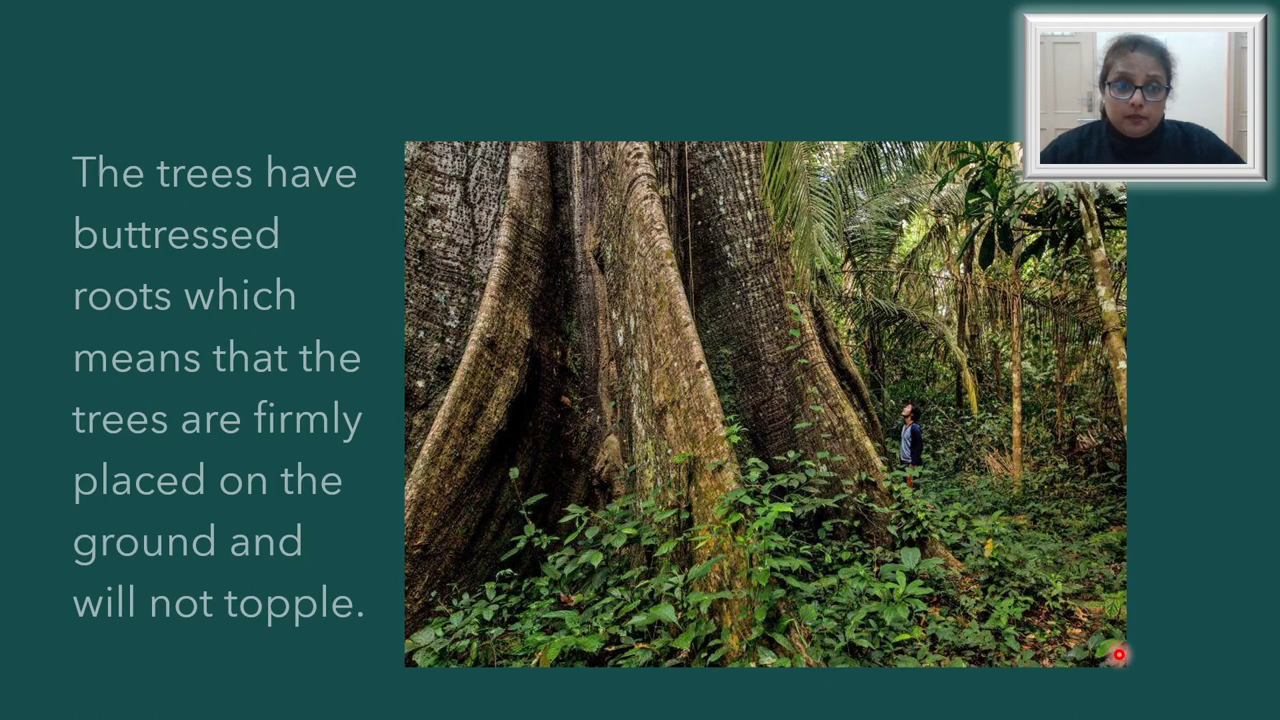 The trees have
buttressed
roots which
means that the
trees are firmly
placed on the
ground and
will not topple.